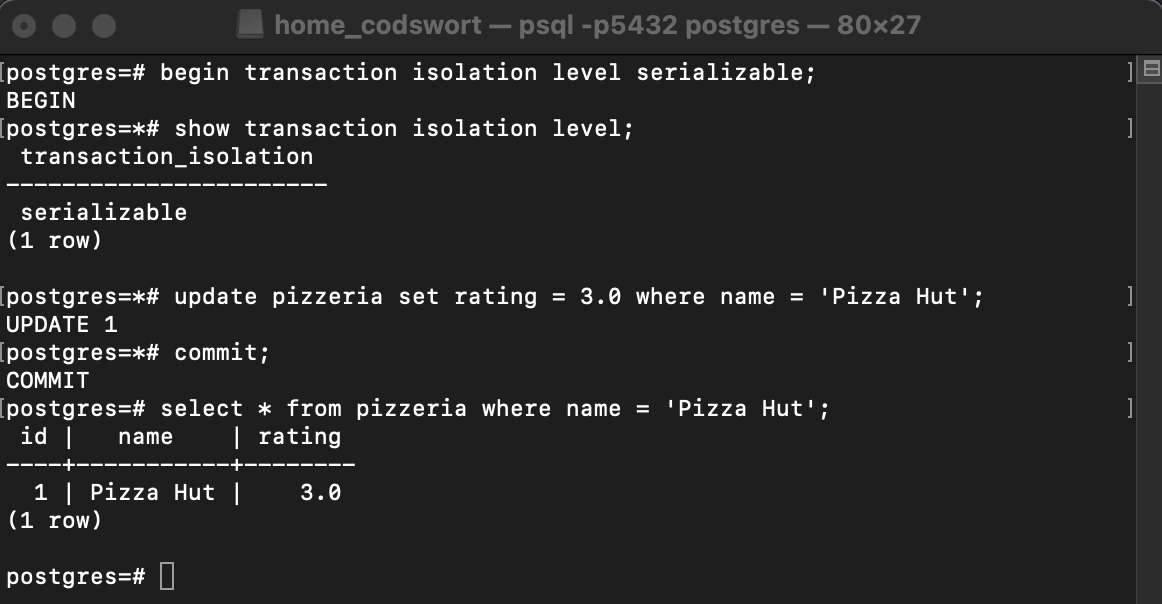 home_codswort — psql -p5432 postgres — 80×27
[postgres=# begin transaction isolation level serializable; ]
BEGIN
[postgres=*# show transaction isolation level; ]
 transaction_isolation
-----------------------
 serializable
(1 row)

[postgres=*# update pizzeria set rating = 3.0 where name = 'Pizza Hut'; ]
UPDATE 1
[postgres=*# commit; ]
COMMIT
[postgres=# select * from pizzeria where name = 'Pizza Hut'; ]
 id |   name    | rating
----+-----------+--------
  1 | Pizza Hut |    3.0
(1 row)

postgres=#